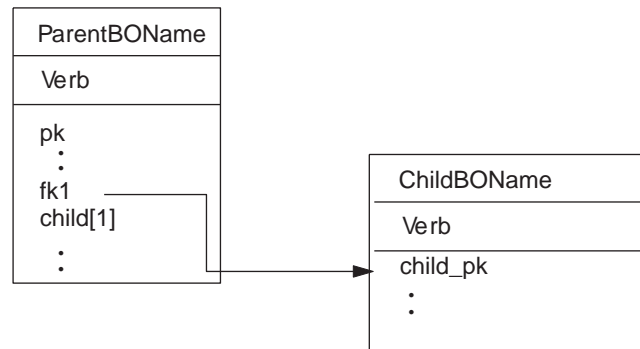 ParentBOName
Verb
pk
fk1
child[1]
ChildBOName
Verb
child_pk